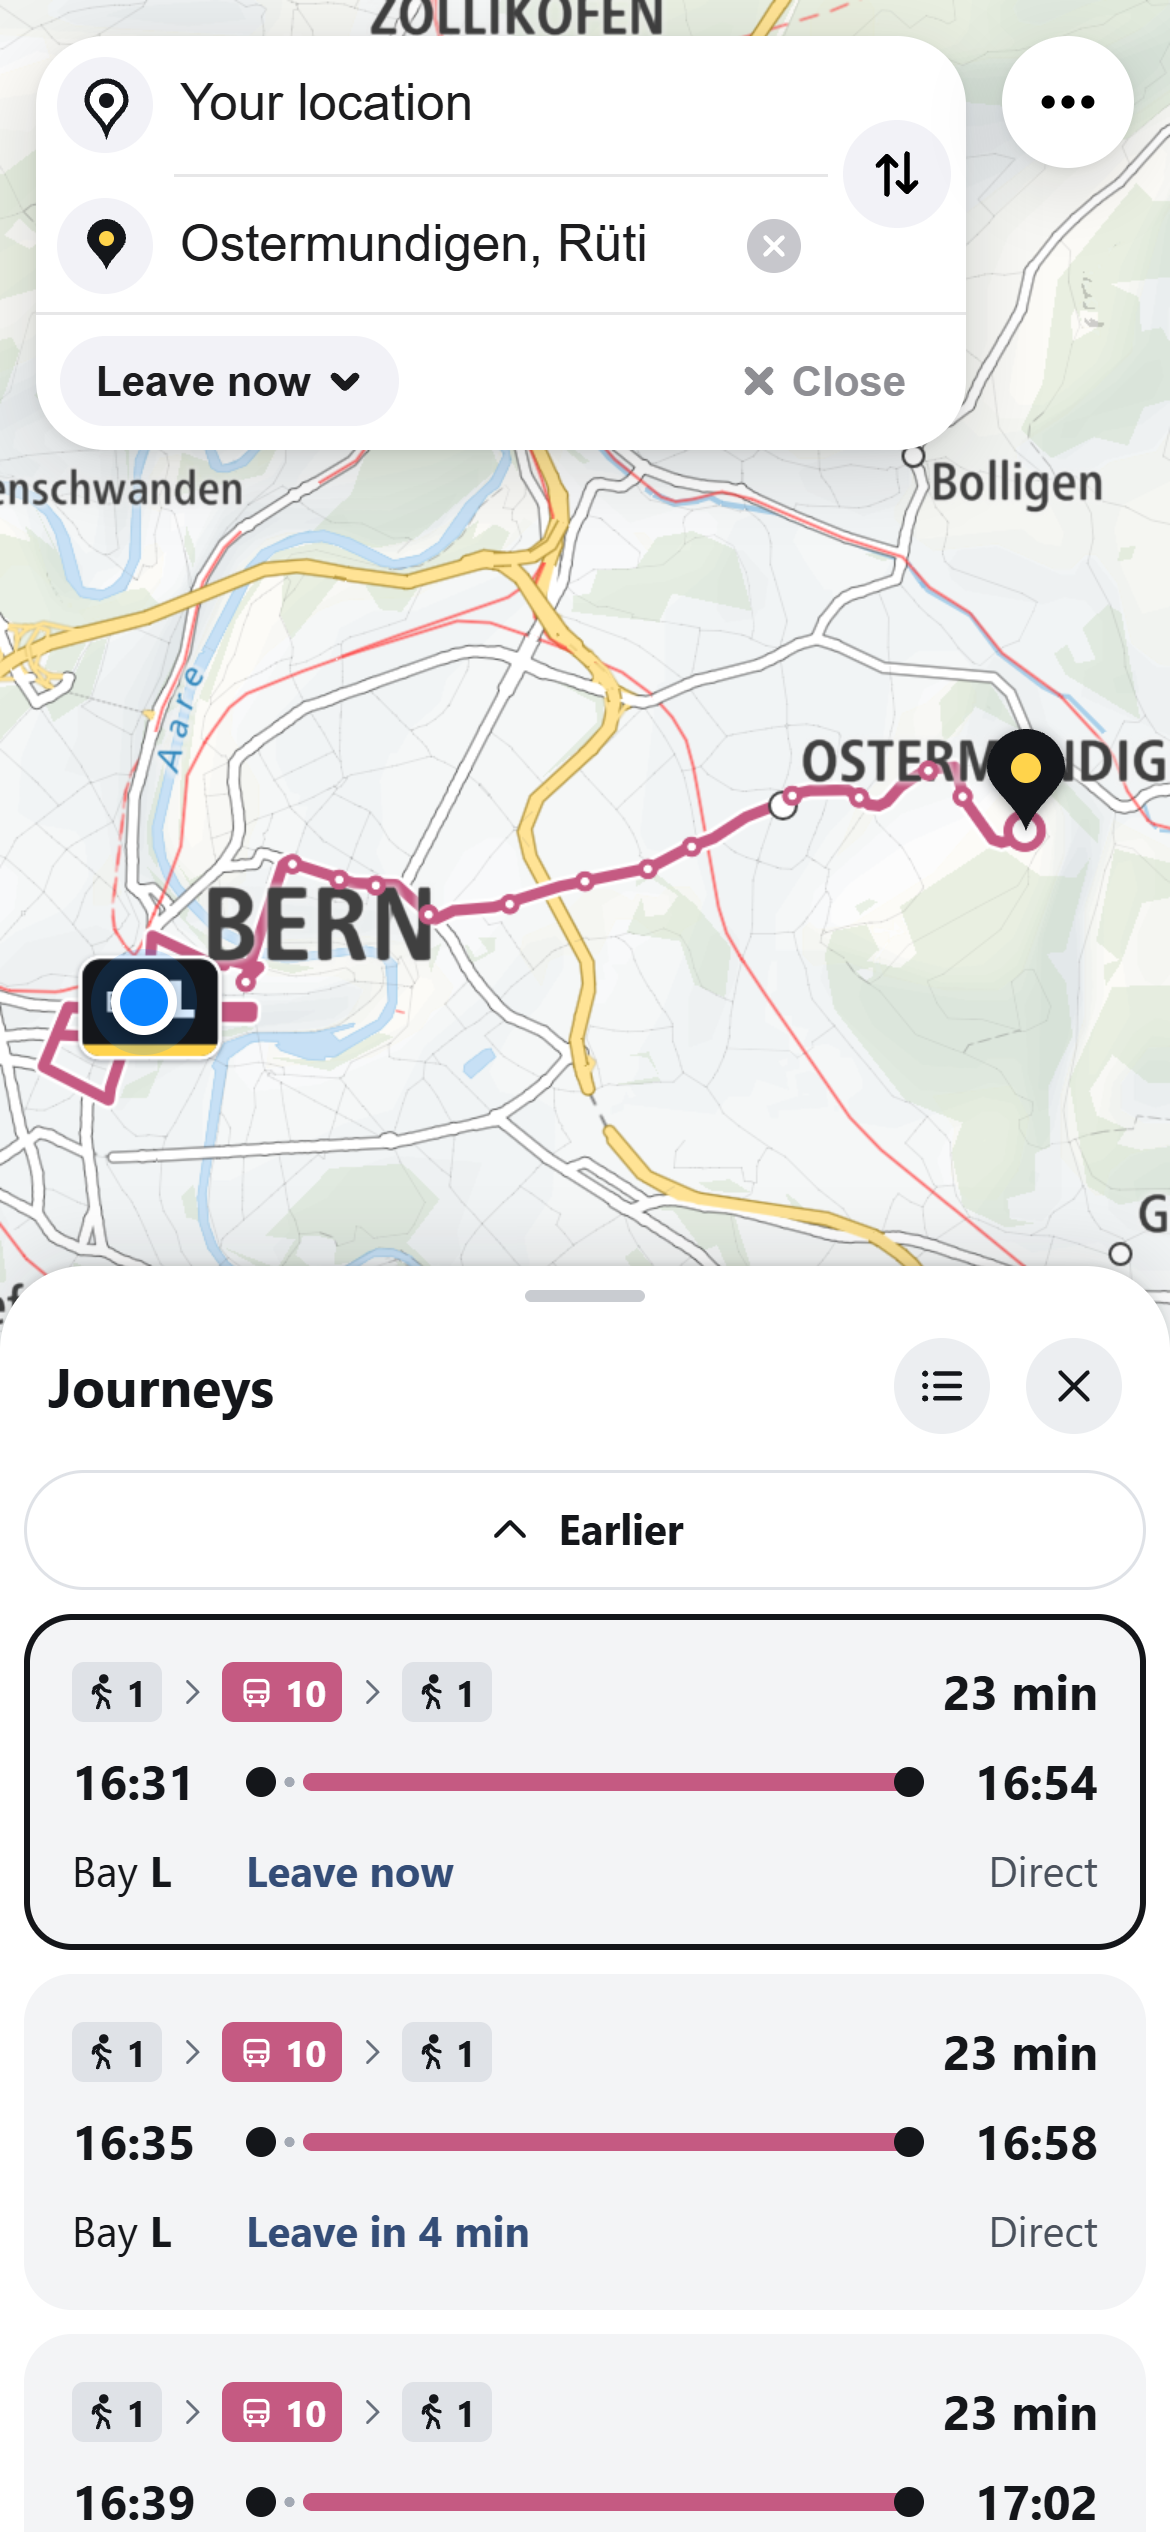 ZOLLIKOFEN
Your location
Ostermundigen, Rüti
Leave now
Close
enschwanden
Bolligen
Aare
OSTERMUNDIG
BERN
L
G
Journeys
Earlier
1 10 1 23 min
16:31 16:54
Bay L Leave now Direct
1 10 1 23 min
16:35 16:58
Bay L Leave in 4 min Direct
1 10 1 23 min
16:39 17:02